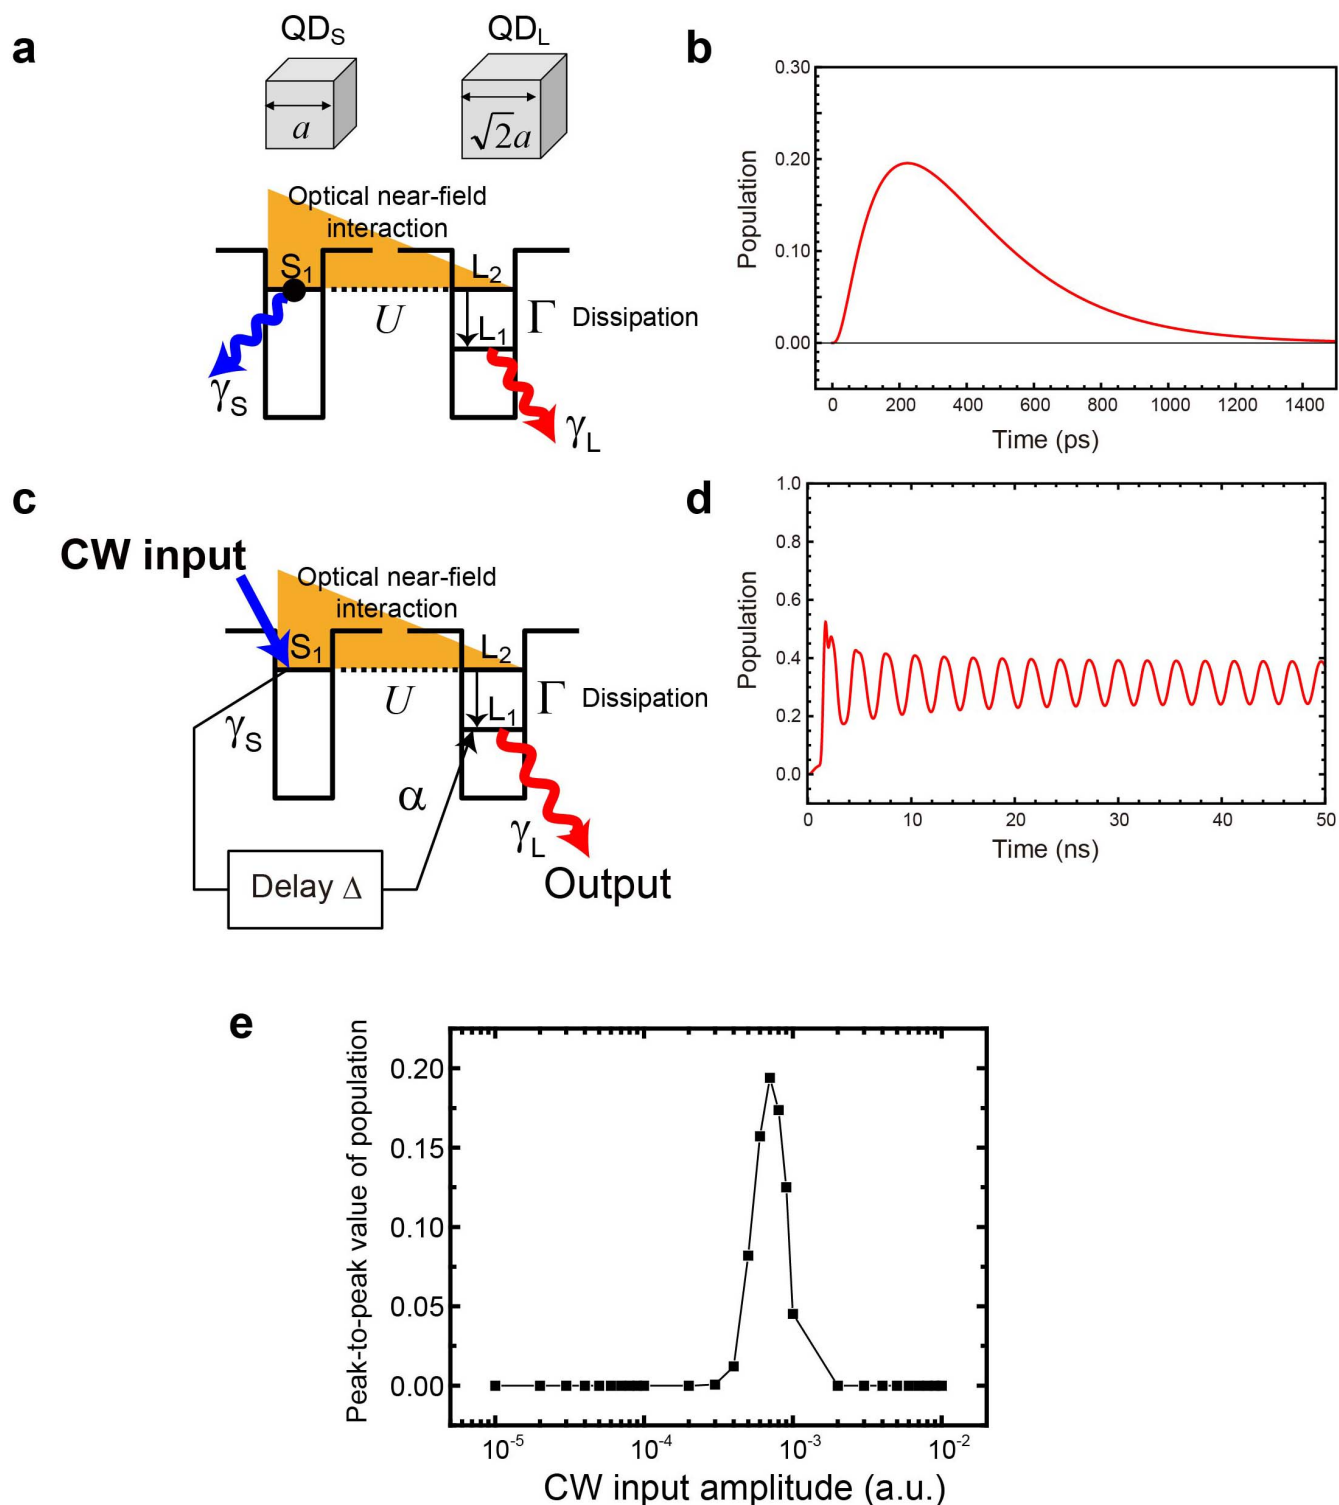 a
QD_S
QD_L
a
√2a
Optical near-field
interaction
S_1
L_2
U
L_1
Γ
Dissipation
γ_S
γ_L
b
Population
0.30
0.20
0.10
0.00
0
200
400
600
800
1000
1200
1400
Time (ps)
c
CW input
Optical near-field
interaction
S_1
L_2
U
L_1
Γ
Dissipation
γ_S
α
γ_L
Delay Δ
Output
d
Population
1.0
0.8
0.6
0.4
0.2
0.0
0
10
20
30
40
50
Time (ns)
e
Peak-to-peak value of population
0.20
0.15
0.10
0.05
0.00
10^-5
10^-4
10^-3
10^-2
CW input amplitude (a.u.)